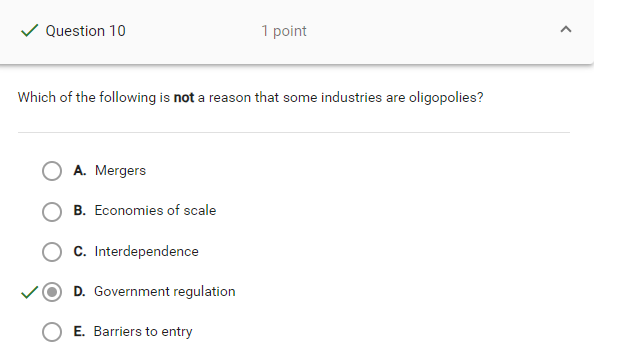 Question 10 1 point
Which of the following is not a reason that some industries are oligopolies?
A. Mergers
B. Economies of scale
C. Interdependence
D. Government regulation
E. Barriers to entry